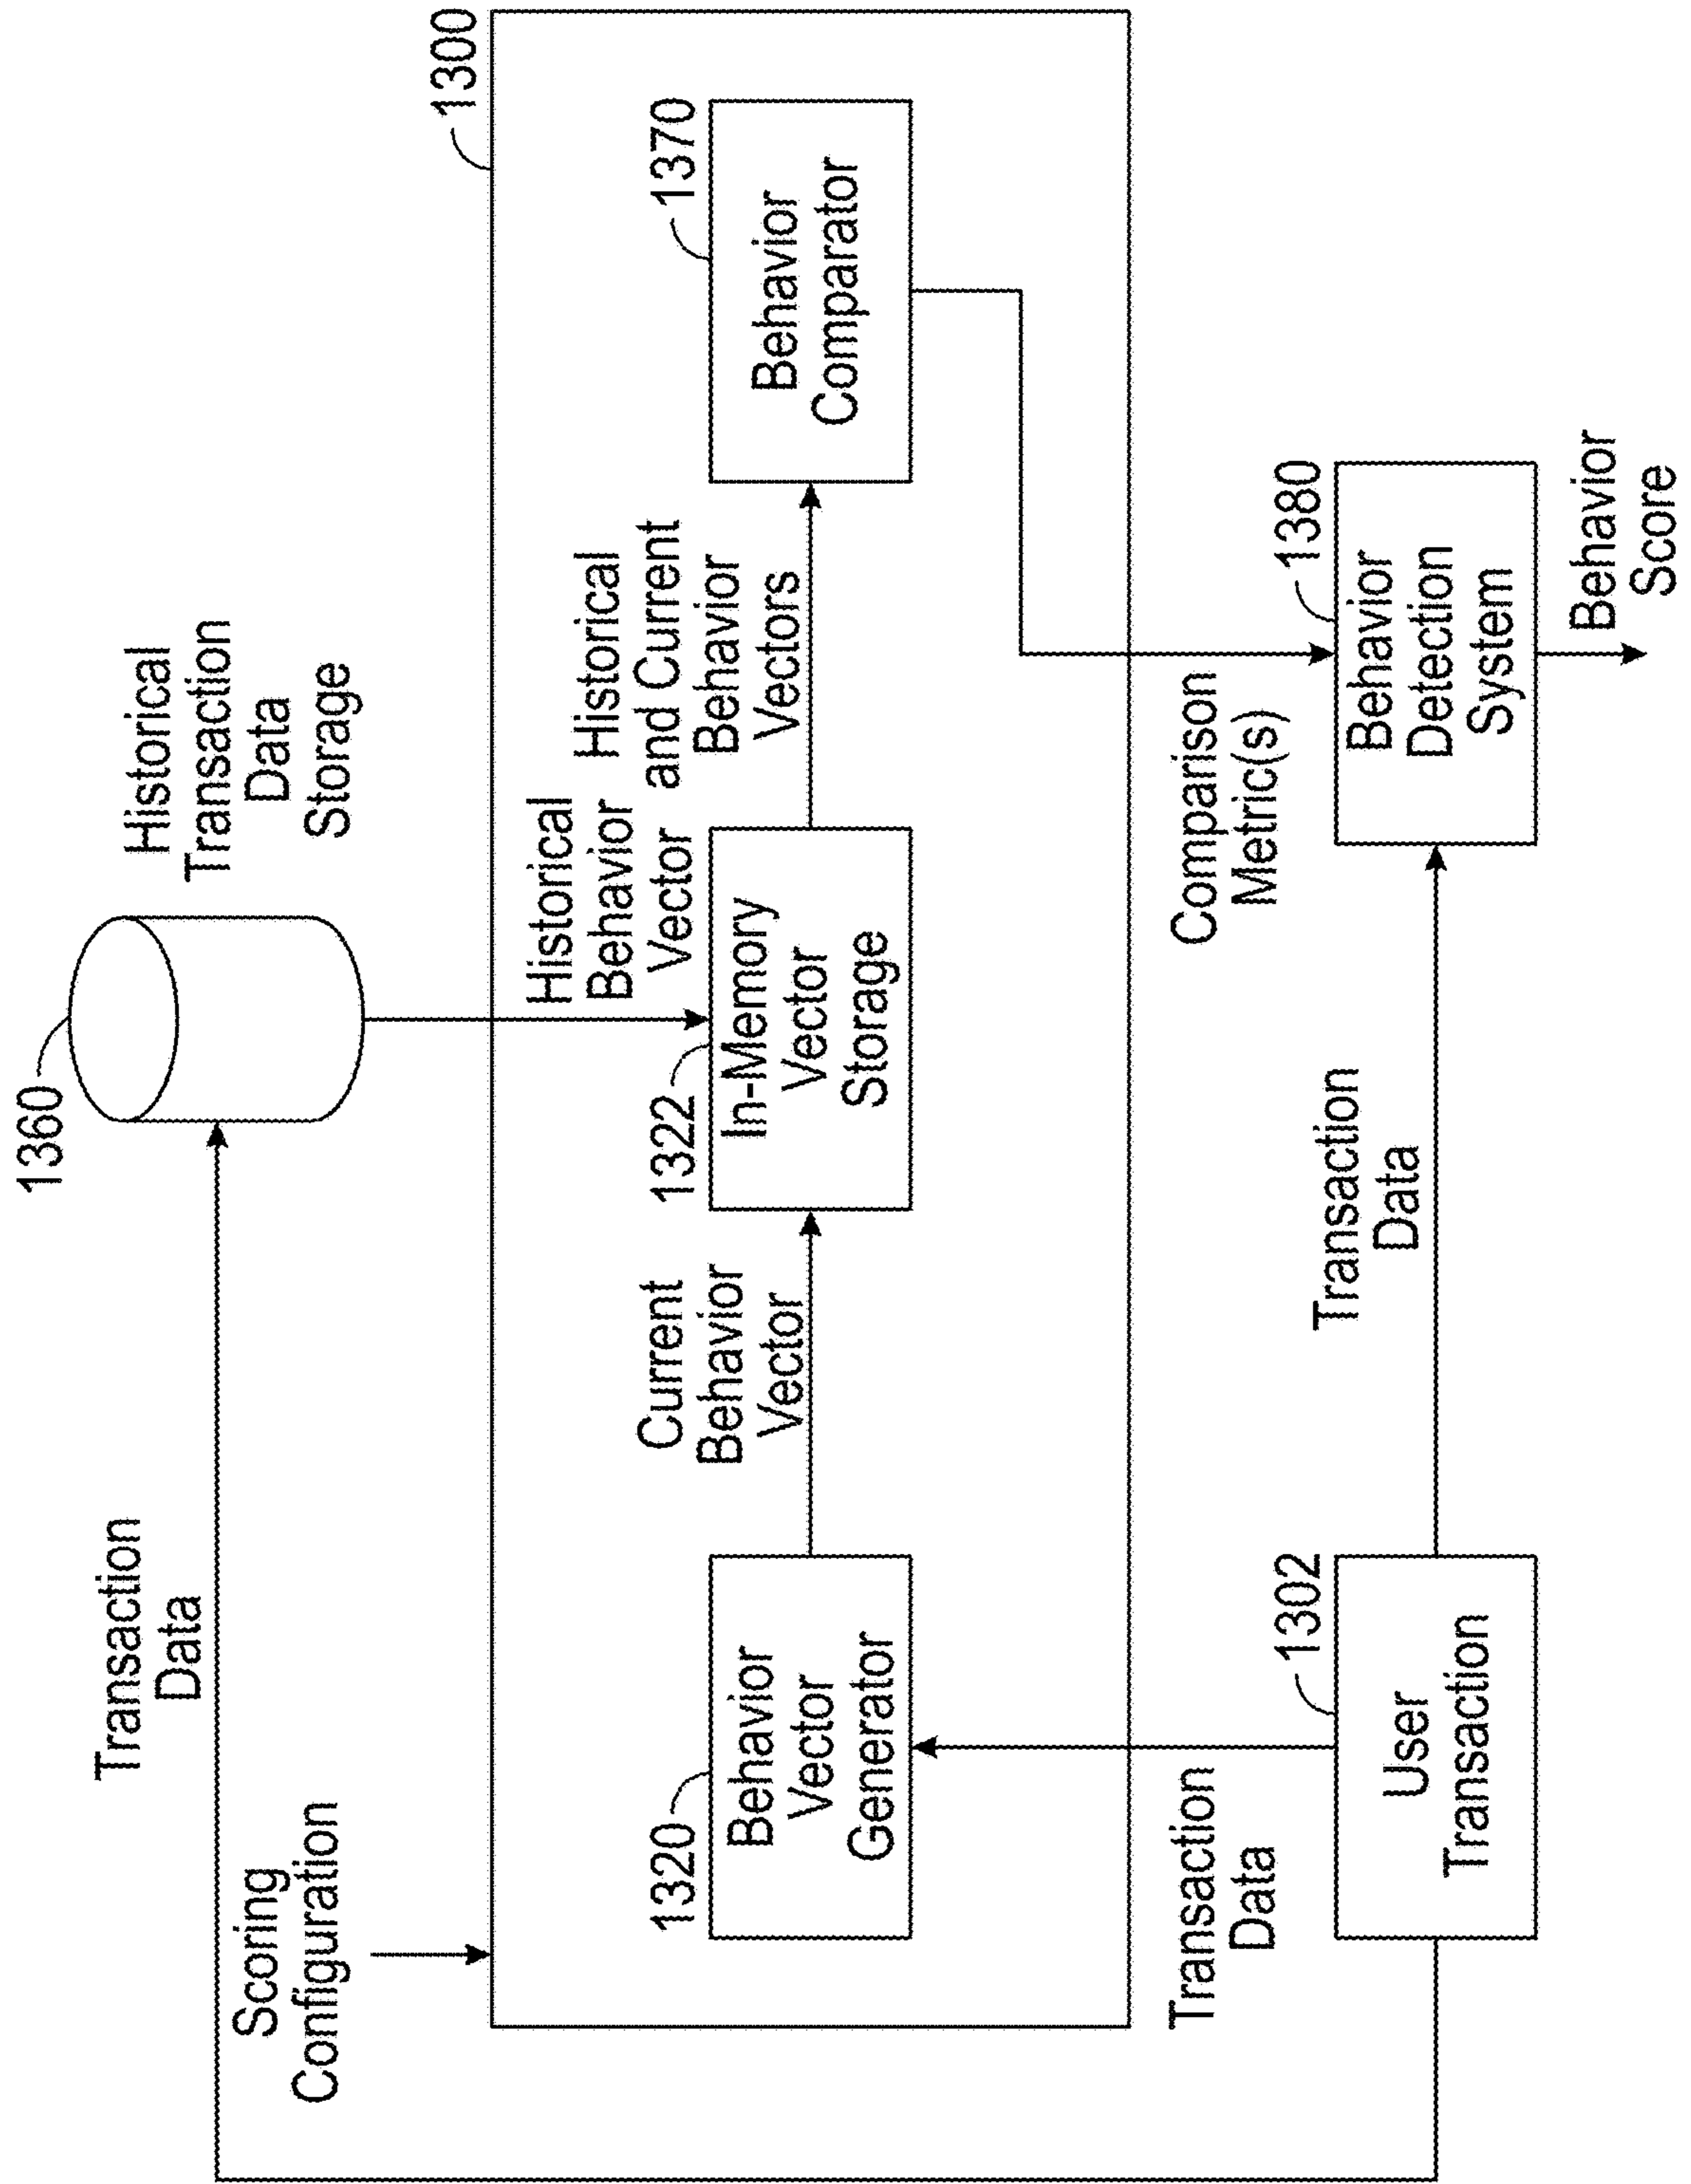 1360
Historical
Transaction
Data
Storage
Transaction
Data
Scoring
Configuration
1300
Historical
Behavior
Vector
Historical
and Current
Behavior
Vectors
Current
Behavior
Vector
1320
Behavior
Vector
Generator
1322
In-Memory
Vector
Storage
1370
Behavior
Comparator
Transaction
Data
Comparison
Metric(s)
1302
User
Transaction
Transaction
Data
1380
Behavior
Detection
System
Behavior
Score